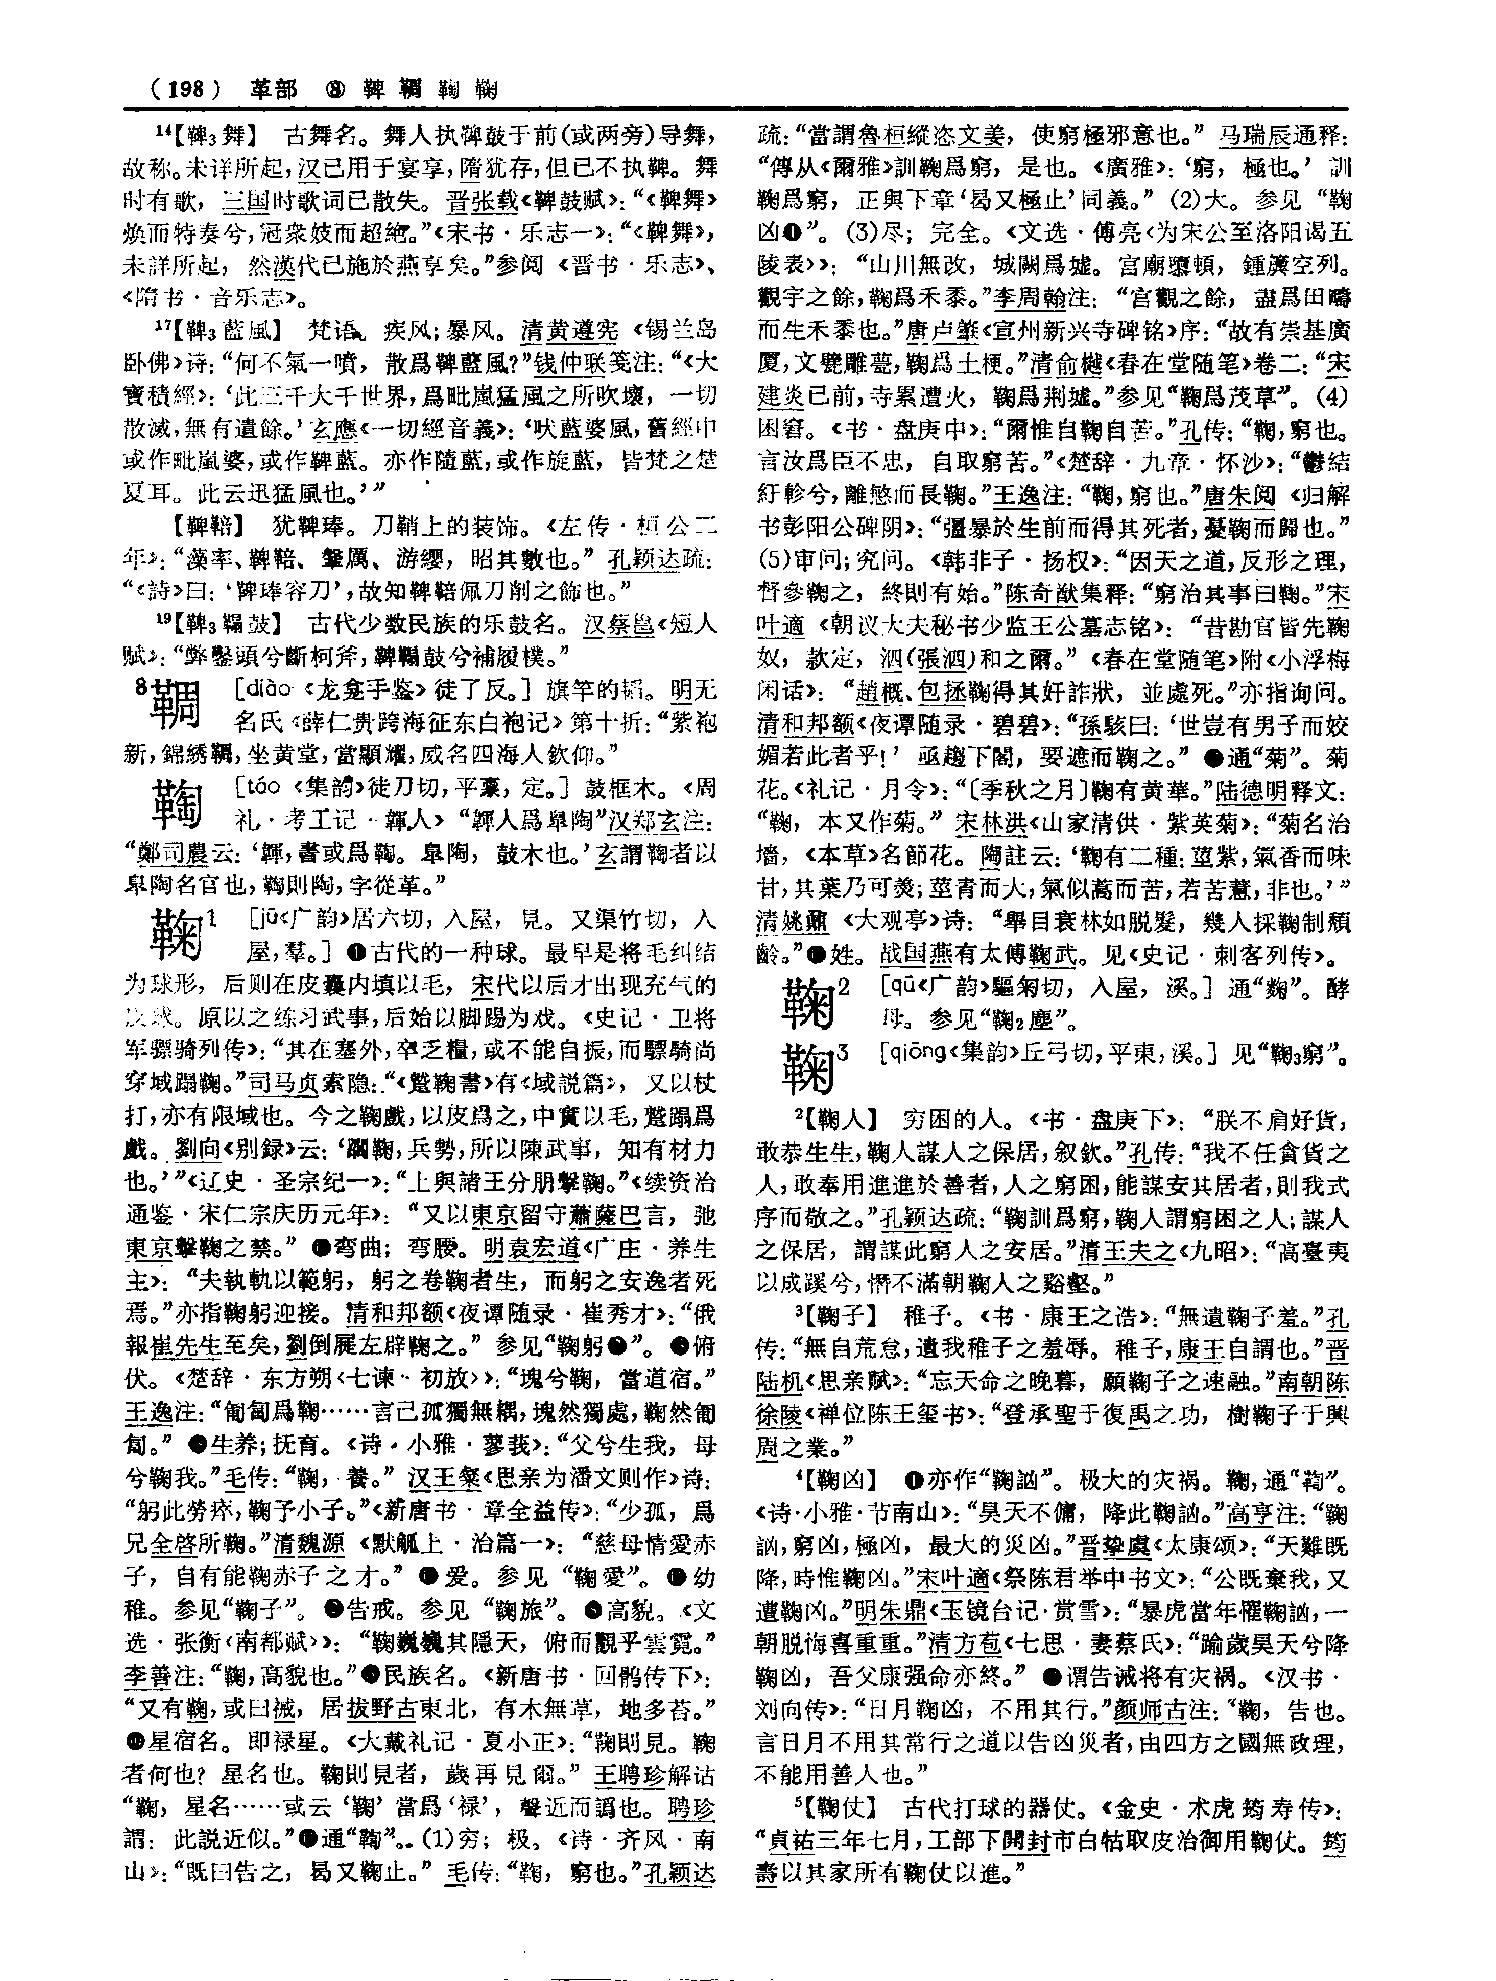 (198) 革部 ⑧ 鞞 鞗 鞠
14【鞞3舞】 古舞名。舞人执鞞鼓于前(或两旁)导舞，
故称。未详所起，汉已用于宴享，隋犹存，但已不执鞞。舞
时有歌，三国时歌词已散失。晋张载《鞞鼓赋》：“《鞞舞》
焕而特奏兮，冠衆妓而超絶。”《宋书·乐志一》：“《鞞舞》，
未詳所起，然漢代已施於燕享矣。”参阅《晋书·乐志》、
《隋书·音乐志》。
17【鞞3藍風】 梵语。疾风；暴风。清黄遵宪《锡兰岛
卧佛》诗：“何不氣一噴，散爲鞞藍風？”钱仲联笺注：“《大
寶積經》：‘此三千大千世界，爲毗嵐猛風之所吹壞，一切
散滅，無有遺餘。’玄應《一切經音義》：‘吠藍婆風，舊經中
或作毗嵐婆，或作鞞藍。亦作隨藍，或作旋藍，皆梵之楚
夏耳。此云迅猛風也。’”
【鞞鞛】 犹鞞琫。刀鞘上的装饰。《左传·桓公二
年》：“藻率、鞞鞛、鞶厲、游纓，昭其數也。”孔颖达疏：
“《詩》曰：‘鞞琫容刀’，故知鞞鞛佩刀削之飾也。”
19【鞞3鞨鼓】 古代少数民族的乐鼓名。汉蔡邕《短人
赋》：“弊鑿頭兮斷柯斧，鞞鞨鼓兮補履樸。”
8鞗 [diào《龙龛手鉴》徒了反。]旗竿的韬。明无
名氏《薛仁贵跨海征东白袍记》第十折：“紫袍
新，錦綉鞗，坐黄堂，當顯耀，威名四海人欽仰。”
鞠 [táo《集韵》徒刀切，平豪，定。]鼓框木。《周
礼·考工记·韗人》“韗人爲臯陶”汉郑玄注：
“鄭司農云：‘韗，書或爲鞠。臯陶，鼓木也。’玄謂鞠者以
臯陶名官也，鞠則陶，字從革。”
鞠1 [jū《广韵》居六切，入屋，見。又渠竹切，入
屋，羣。]❶古代的一种球。最早是将毛纠结
为球形，后则在皮囊内填以毛，宋代以后才出现充气的
皮球。原以之练习武事，后始以脚踢为戏。《史记·卫将
军骠骑列传》：“其在塞外，卒乏糧，或不能自振，而驃騎尚
穿域蹋鞠。”司马贞索隐：“《蹵鞠書》有《域説篇》，又以杖
打，亦有限域也。今之鞠戲，以皮爲之，中實以毛，蹵蹋爲
戲。劉向《别録》云：‘蹋鞠，兵勢，所以陳武事，知有材力
也。’”《辽史·圣宗纪一》：“上與諸王分朋擊鞠。”《续资治
通鉴·宋仁宗庆历元年》：“又以東京留守蕭薩巴言，弛
東京擊鞠之禁。”❷弯曲；弯腰。明袁宏道《广庄·养生
主》：“夫執軌以範躬，躬之卷鞠者生，而躬之安逸者死
焉。”亦指鞠躬迎接。清和邦额《夜谭随录·崔秀才》：“俄
報崔先生至矣，劉倒屣左辟鞠之。”参见“鞠躬”。❸俯
伏。《楚辞·东方朔〈七谏·初放〉》：“塊兮鞠，當道宿。”
王逸注：“匍匐爲鞠……言己孤獨無耦，塊然獨處，鞠然匍
匐。”❹生养；抚育。《诗·小雅·蓼莪》：“父兮生我，母
兮鞠我。”毛传：“鞠，養。”汉王粲《思亲为潘文则作》诗：
“躬此勞瘁，鞠予小子。”《新唐书·章全益传》：“少孤，爲
兄全啓所鞠。”清魏源《默觚上·治篇一》：“慈母情愛赤
子，自有能鞠赤子之才。”❺爱。参见“鞠愛”。❻幼
稚。参见“鞠子”。❼告戒。参见“鞠旅”。❽高貌。《文
选·张衡〈南都赋〉》：“鞠巍巍其隱天，俯而觀乎雲霓。”
李善注：“鞠，高貌也。”❾民族名。《新唐书·回鹘传下》：
“又有鞠，或曰祴，居拔野古東北，有木無草，地多苔。”
❿星宿名。即禄星。《大戴礼记·夏小正》：“鞠則見。鞠
者何也？星名也。鞠則見者，歲再見爾。”王聘珍解诂
“鞠，星名……或云‘鞠’當爲‘禄’，聲近而譌也。聘珍
謂：此説近似。”⓫通“鞫”。(1)穷；极。《诗·齐风·南
山》：“既曰告之，曷又鞠止。”毛传：“鞠，窮也。”孔颖达
疏：“當謂魯桓縱恣文姜，使窮極邪意也。”马瑞辰通释：
“傳从《爾雅》訓鞠爲窮，是也。《廣雅》：‘窮，極也。’訓
鞠爲窮，正與下章‘曷又極止’同義。”(2)大。参见“鞠
凶❶”。(3)尽；完全。《文选·傅亮〈为宋公至洛阳谒五
陵表〉》：“山川無改，城闕爲墟。宫廟隳頓，鍾簴空列。
觀宇之餘，鞠爲禾黍。”李周翰注：“宫觀之餘，盡爲田疇
而生禾黍也。”唐卢肇《宣州新兴寺碑铭》序：“故有崇基廣
厦，文甓雕甍，鞠爲土梗。”清俞樾《春在堂随笔》卷二：“宋
建炎已前，寺累遭火，鞠爲荆墟。”参见“鞠爲茂草”。(4)
困窘。《书·盘庚中》：“爾惟自鞠自苦。”孔传：“鞠，窮也。
言汝爲臣不忠，自取窮苦。”《楚辞·九章·怀沙》：“鬱結
紆軫兮，離慜而長鞠。”王逸注：“鞠，窮也。”唐朱阅《归解
书彭阳公碑阴》：“彊暴於生前而得其死者，憂鞠而歸也。”
(5)审问；究问。《韩非子·扬权》：“因天之道，反形之理，
督參鞠之，終則有始。”陈奇猷集释：“窮治其事曰鞠。”宋
叶適《朝议大夫秘书少监王公墓志铭》：“昔勘官皆先鞠
奴，款定，泗(張泗)和之爾。”《春在堂随笔》附《小浮梅
闲话》：“趙概、包拯鞠得其奸詐狀，並處死。”亦指询问。
清和邦额《夜谭随录·碧碧》：“孫駭曰：‘世豈有男子而姣
媚若此者乎！’亟趨下閣，要遮而鞠之。”⓬通“菊”。菊
花。《礼记·月令》：“〔季秋之月〕鞠有黄華。”陆德明释文：
“鞠，本又作菊。”宋林洪《山家清供·紫英菊》：“菊名治
墻，《本草》名節花。陶註云：‘鞠有二種：莖紫，氣香而味
甘，其葉乃可羹；莖青而大，氣似蒿而苦，若苦薏，非也。’”
清姚鼐《大观亭》诗：“舉目衰林如脱髮，幾人採鞠制頹
齡。”⓭姓。战国燕有太傅鞠武。见《史记·刺客列传》。
鞠2 [qū《广韵》驅匊切，入屋，溪。]通“麴”。酵
母。参见“鞠2塵”。
鞠3 [qiōng《集韵》丘弓切，平東，溪。]见“鞠3窮”。
2【鞠人】 穷困的人。《书·盘庚下》：“朕不肩好貨，
敢恭生生，鞠人謀人之保居，叙欽。”孔传：“我不任貪貨之
人，敢奉用進進於善者，人之窮困，能謀安其居者，則我式
序而敬之。”孔颖达疏：“鞠訓爲窮，鞠人謂窮困之人；謀人
之保居，謂謀此窮人之安居。”清王夫之《九昭》：“高臺夷
以成蹊兮，憯不滿朝鞠人之谿壑。”
3【鞠子】 稚子。《书·康王之诰》：“無遺鞠子羞。”孔
传：“無自荒怠，遺我稚子之羞辱。稚子，康王自謂也。”晋
陆机《思亲赋》：“忘天命之晚暮，願鞠子之速融。”南朝陈
徐陵《禅位陈王玺书》：“登承聖于復禹之功，樹鞠子于興
周之業。”
4【鞠凶】 ❶亦作“鞠訩”。极大的灾祸。鞠，通“鞫”。
《诗·小雅·节南山》：“昊天不傭，降此鞠訩。”高亨注：“鞠
訩，窮凶，極凶，最大的災凶。”晋挚虞《太康颂》：“天難既
降，時惟鞠凶。”宋叶適《祭陈君举中书文》：“公既棄我，又
遭鞠凶。”明朱鼎《玉镜台记·赏雪》：“暴虎當年罹鞠訩，一
朝脱悔喜重重。”清方苞《七思·妻蔡氏》：“踰歲昊天兮降
鞠凶，吾父康强命亦終。”❷谓告诫将有灾祸。《汉书·
刘向传》：“日月鞠凶，不用其行。”颜师古注：“鞠，告也。
言日月不用其常行之道以告凶災者，由四方之國無政理，
不能用善人也。”
5【鞠仗】 古代打球的器仗。《金史·术虎筠寿传》：
“貞祐三年七月，工部下開封市白牯取皮治御用鞠仗。筠
壽以其家所有鞠仗以進。”